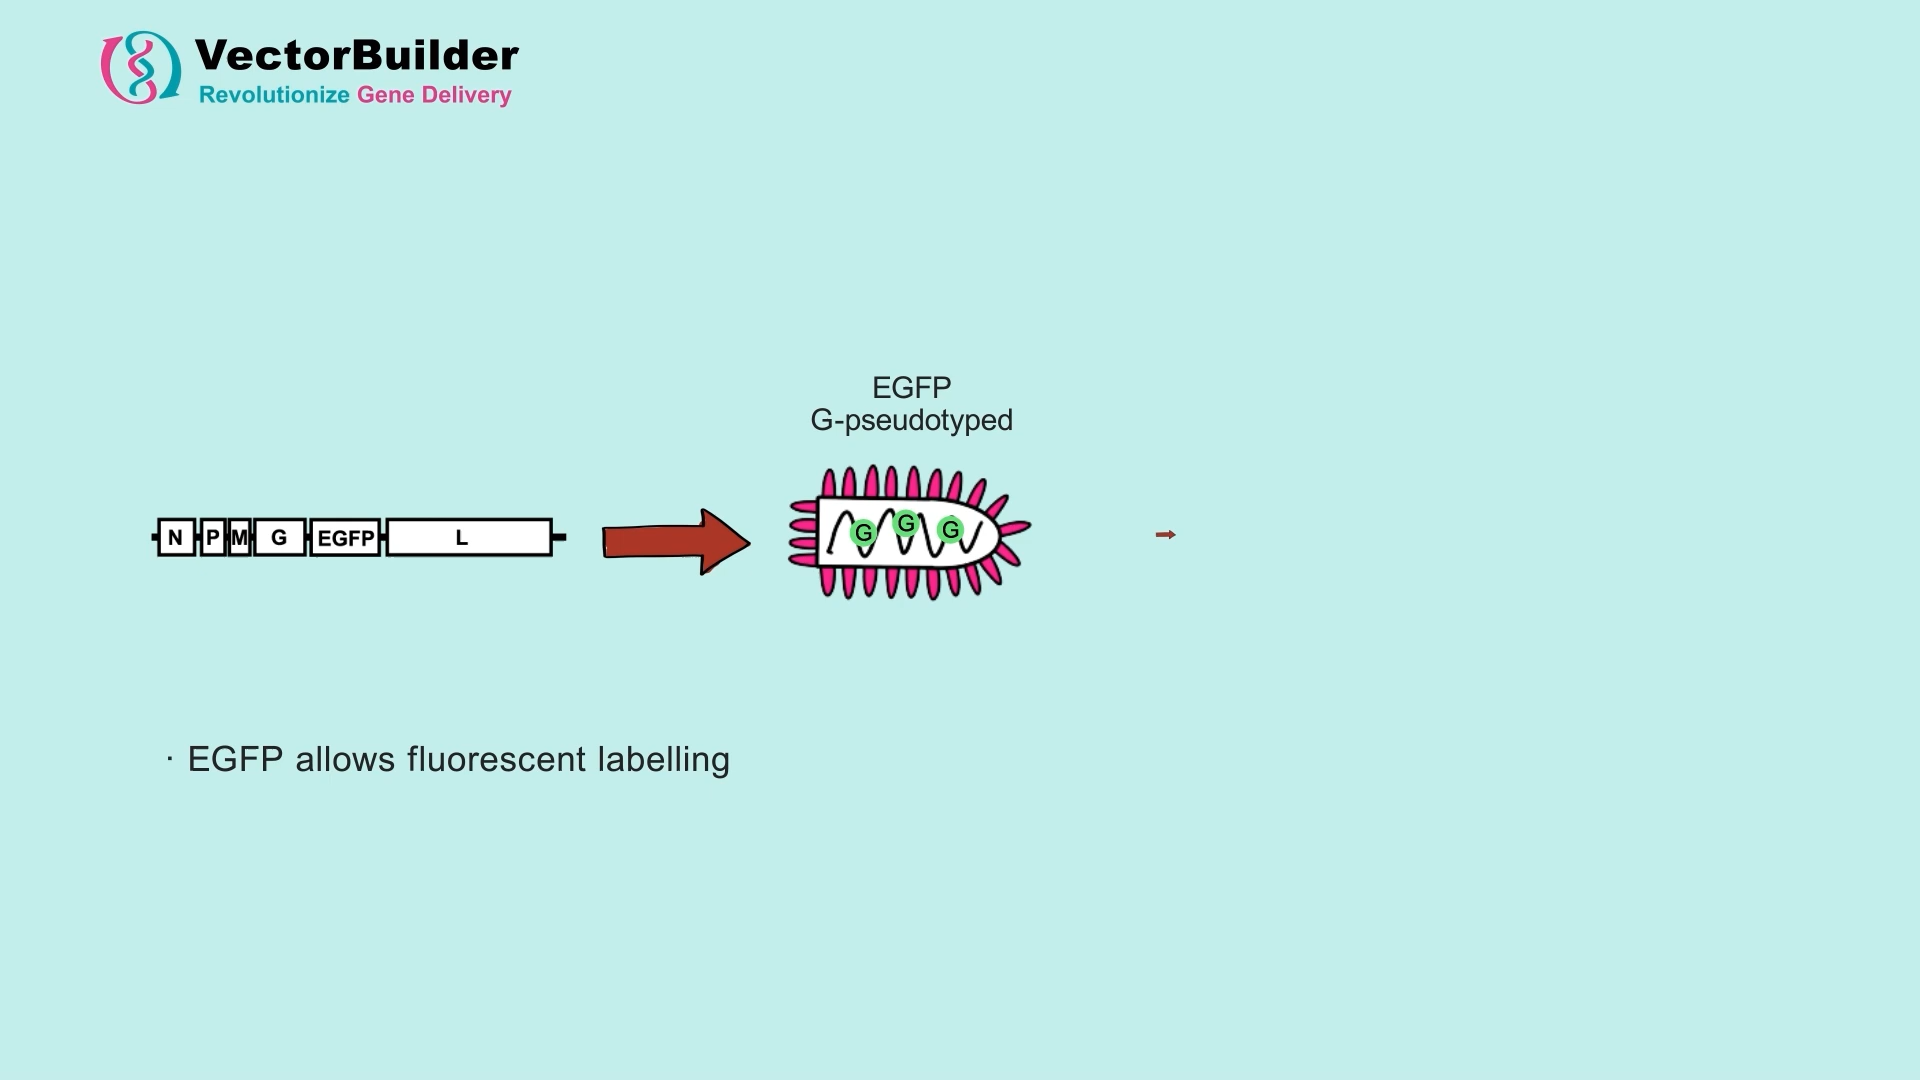 VectorBuilder
Revolutionize Gene Delivery
EGFP
G-pseudotyped
N P M G EGFP L
G G G
· EGFP allows fluorescent labelling